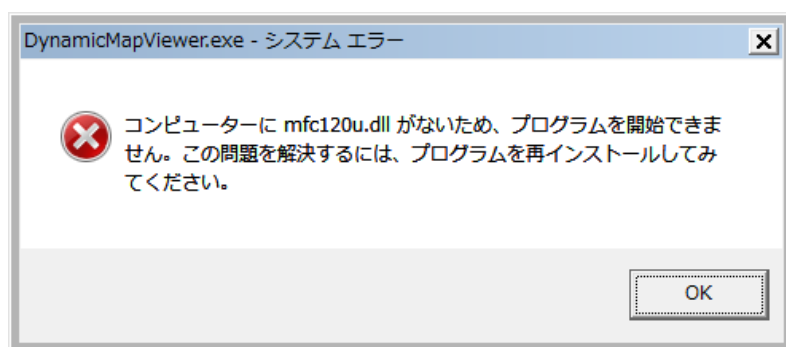 DynamicMapViewer.exe - システム エラー
コンピューターに mfc120u.dll がないため、プログラムを開始できま
せん。この問題を解決するには、プログラムを再インストールしてみ
てください。
OK